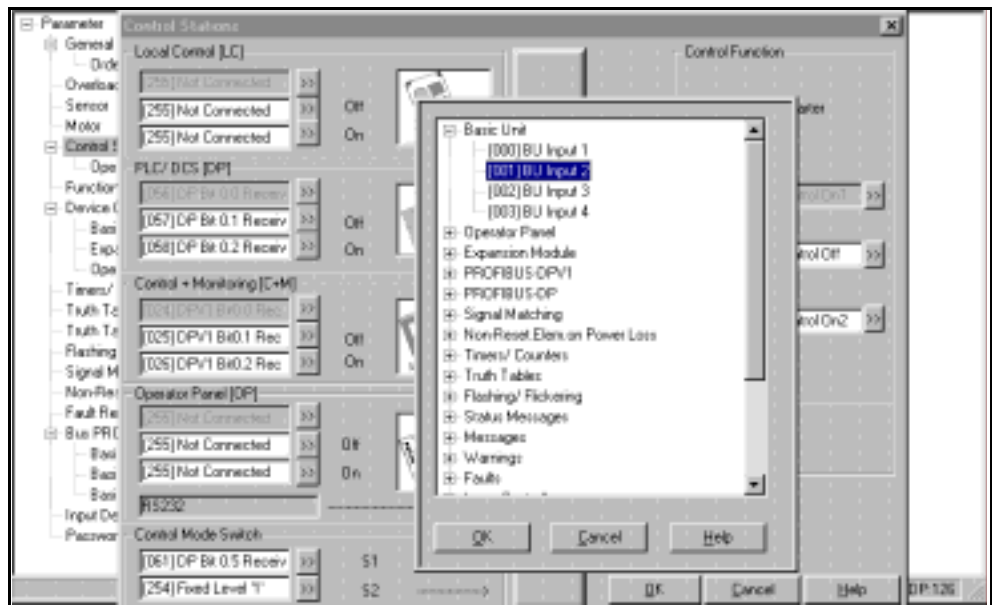 Parameter
General
Orde
Overloac
Sensor
Motor
Control S
Ope
Function
Device C
Basi
Expa
Ope
Timers/
Truth Ta
Truth Ta
Flashing
Signal M
Non-Res
Fault Re
Bus PRO
Basi
Basi
Basi
Input De
Passwor
Control Stations
Local Control [LC]
[255] Not Connected >>
[255] Not Connected >> Off
[255] Not Connected >> On
PLC/ DCS [DP]
[056] DP Bit 0.0 Receiv >>
[057] DP Bit 0.1 Receiv >> Off
[058] DP Bit 0.2 Receiv >> On
Control + Monitoring [C+M]
[024] DPV1 Bit0.0 Rec >>
[025] DPV1 Bit0.1 Rec >> Off
[026] DPV1 Bit0.2 Rec >> On
Operator Panel [OP]
[255] Not Connected >>
[255] Not Connected >> Off
[255] Not Connected >> On
RS232
Control Mode Switch
[061] DP Bit 0.5 Receiv >> S1
[254] Fixed Level '1' >> S2
Control Function
arter
rol On1 >>
ntrol Off >>
ntrol On2 >>
Basic Unit
[000] BU Input 1
[001] BU Input 2
[002] BU Input 3
[003] BU Input 4
Operator Panel
Expansion Module
PROFIBUS-DPV1
PROFIBUS-DP
Signal Matching
Non-Reset.Elem.on Power Loss
Timers/ Counters
Truth Tables
Flashing/ Flickering
Status Messages
Messages
Warnings
Faults
OK Cancel Help
OK Cancel Help
DP:126